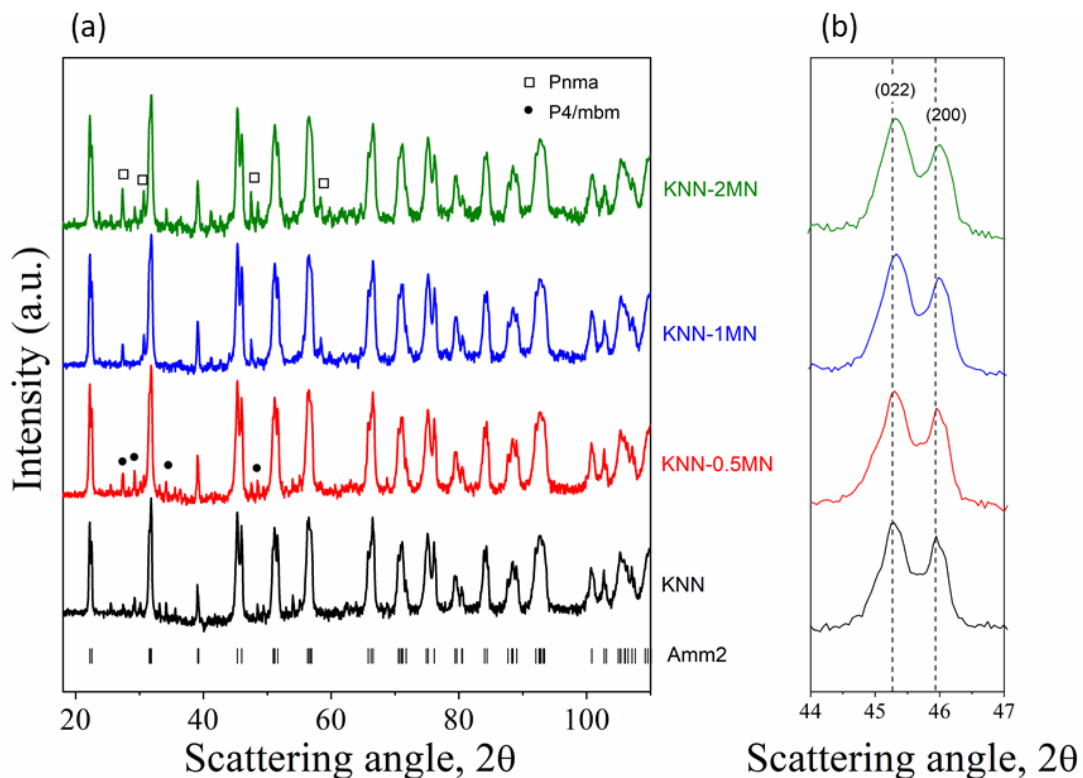 (a)
(b)
□ Pnma
● P4/mbm
(022)
(200)
KNN-2MN
KNN-1MN
KNN-0.5MN
KNN
Amm2
Intensity (a.u.)
20 40 60 80 100
44 45 46 47
Scattering angle, 2θ
Scattering angle, 2θ